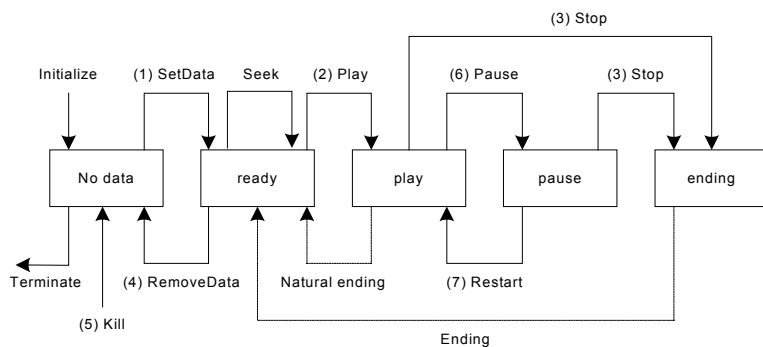 (3) Stop
Initialize
(1) SetData
Seek
(2) Play
(6) Pause
(3) Stop
No data
ready
play
pause
ending
Terminate
(4) RemoveData
Natural ending
(7) Restart
(5) Kill
Ending